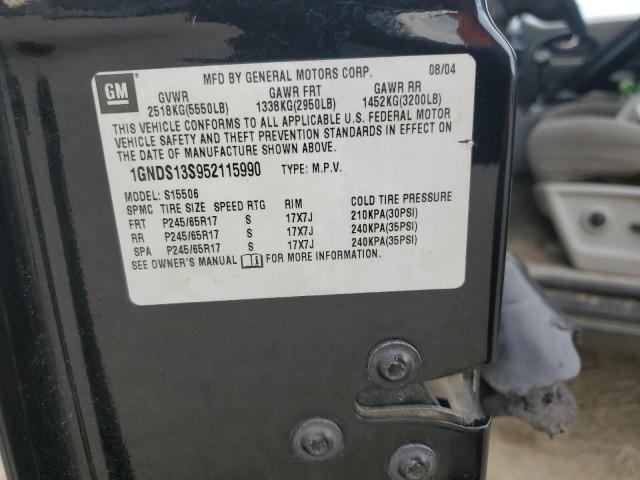 GM
MFD BY GENERAL MOTORS CORP. 08/04
GVWR GAWR FRT GAWR RR
2518KG(5550LB) 1338KG(2950LB) 1452KG(3200LB)
THIS VEHICLE CONFORMS TO ALL APPLICABLE U.S. FEDERAL MOTOR
VEHICLE SAFETY AND THEFT PREVENTION STANDARDS IN EFFECT ON
THE DATE OF MANUFACTURE SHOWN ABOVE.
1GNDS13S952115990 TYPE: M.P.V.
MODEL: S15506
SPMC TIRE SIZE SPEED RTG RIM COLD TIRE PRESSURE
FRT P245/65R17 S 17X7J 210KPA(30PSI)
RR P245/65R17 S 17X7J 240KPA(35PSI)
SPA P245/65R17 S 17X7J 240KPA(35PSI)
SEE OWNER'S MANUAL FOR MORE INFORMATION.